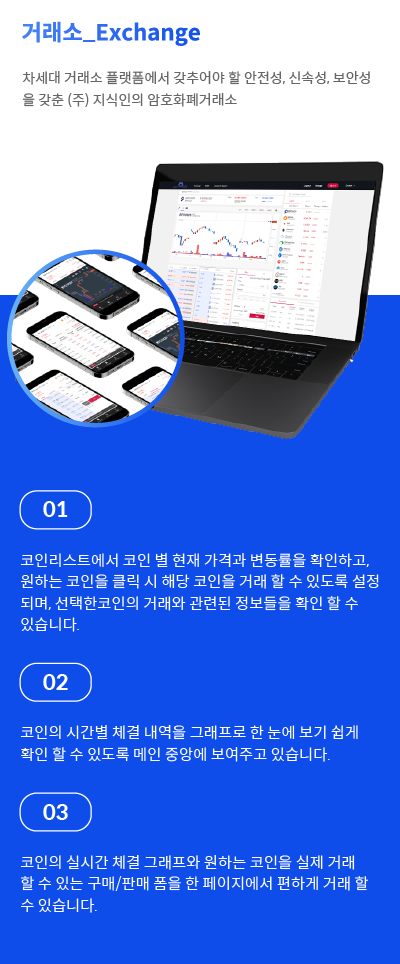 거래소_Exchange
차세대 거래소 플랫폼에서 갖추어야 할 안전성, 신속성, 보안성
을 갖춘 (주) 지식인의 암호화폐거래소
01
코인리스트에서 코인 별 현재 가격과 변동률을 확인하고,
원하는 코인을 클릭 시 해당 코인을 거래 할 수 있도록 설정
되며, 선택한코인의 거래와 관련된 정보들을 확인 할 수
있습니다.
02
코인의 시간별 체결 내역을 그래프로 한 눈에 보기 쉽게
확인 할 수 있도록 메인 중앙에 보여주고 있습니다.
03
코인의 실시간 체결 그래프와 원하는 코인을 실제 거래
할 수 있는 구매/판매 폼을 한 페이지에서 편하게 거래 할
수 있습니다.